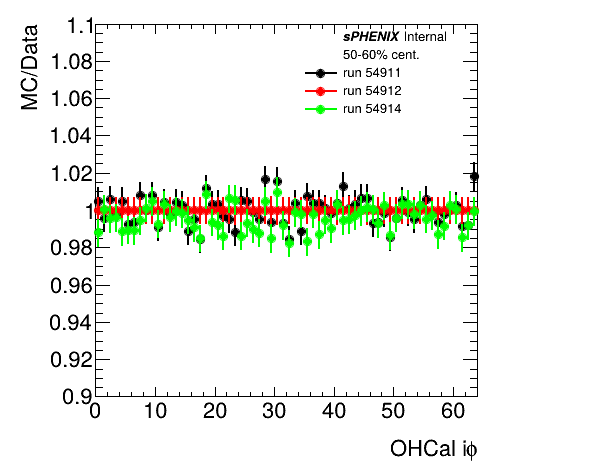 MC/Data
1.1
1.08
1.06
1.04
1.02
1
0.98
0.96
0.94
0.92
0.9
sPHENIX Internal
50-60% cent.
run 54911
run 54912
run 54914
0 10 20 30 40 50 60
OHCal iϕ